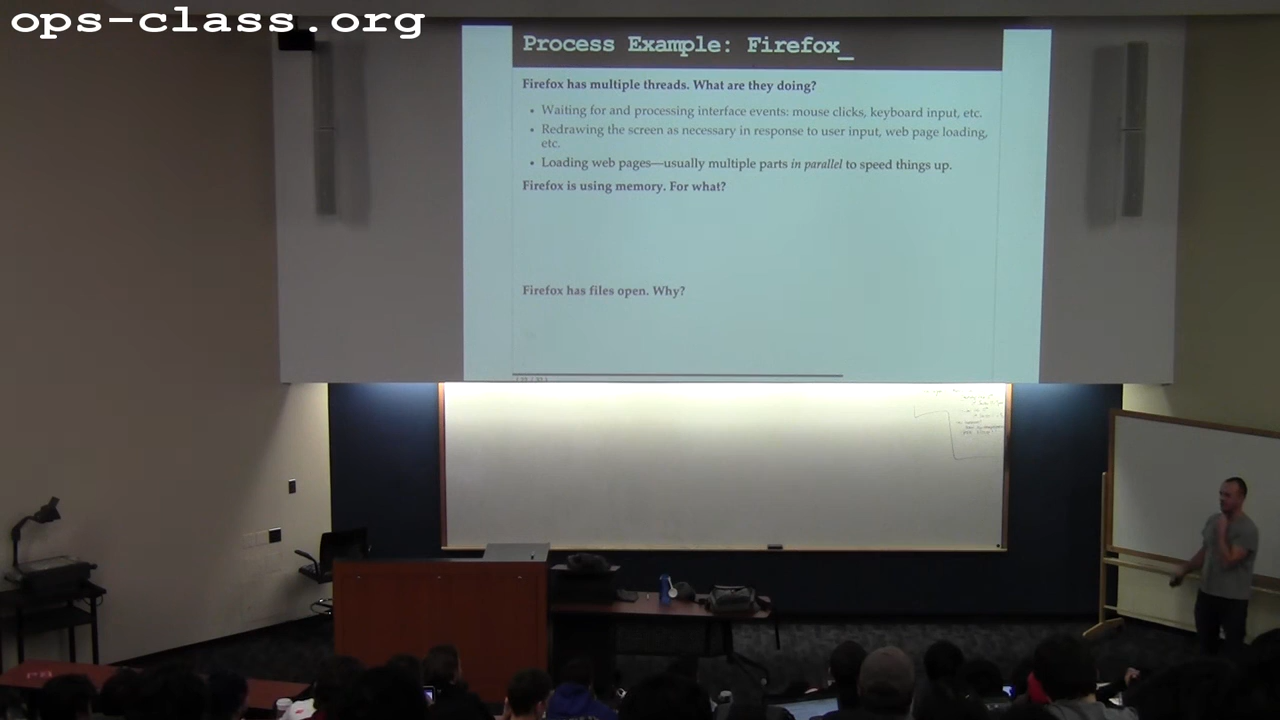 ops-class.org
Process Example: Firefox_
Firefox has multiple threads. What are they doing?
• Waiting for and processing interface events: mouse clicks, keyboard input, etc.
• Redrawing the screen as necessary in response to user input, web page loading,
etc.
• Loading web pages—usually multiple parts in parallel to speed things up.
Firefox is using memory. For what?
Firefox has files open. Why?